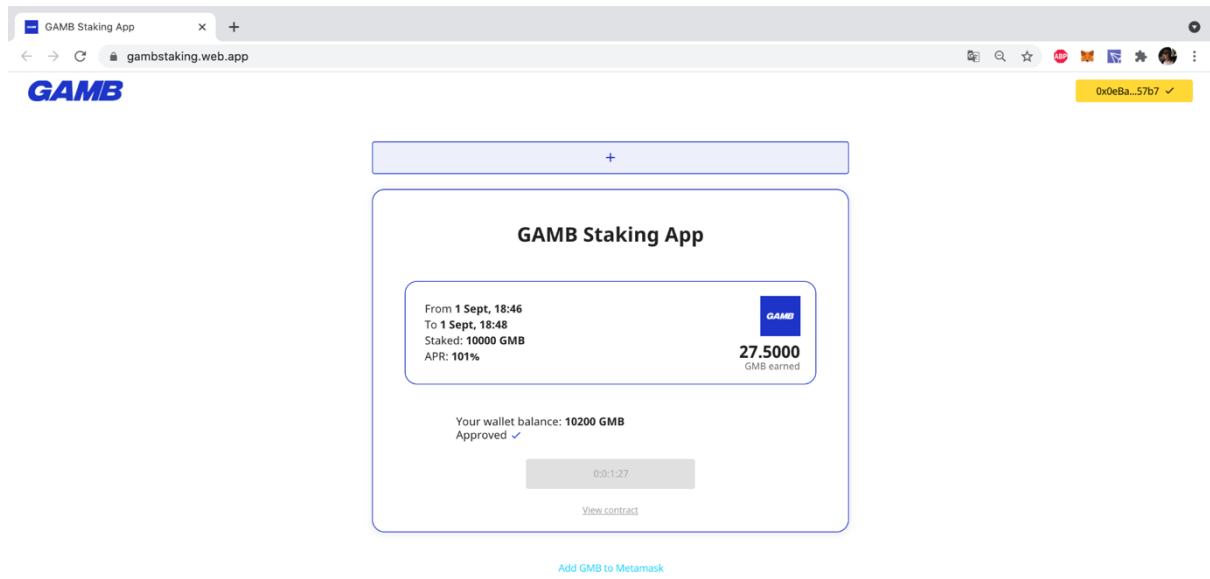 GAMB Staking App
gambstaking.web.app
ABP
GAMB
0x0eBa...57b7
+
GAMB Staking App
From 1 Sept, 18:46
To 1 Sept, 18:48
Staked: 10000 GMB
APR: 101%
GAMB
27.5000
GMB earned
Your wallet balance: 10200 GMB
Approved ✓
0:0:1:27
View contract
Add GMB to Metamask